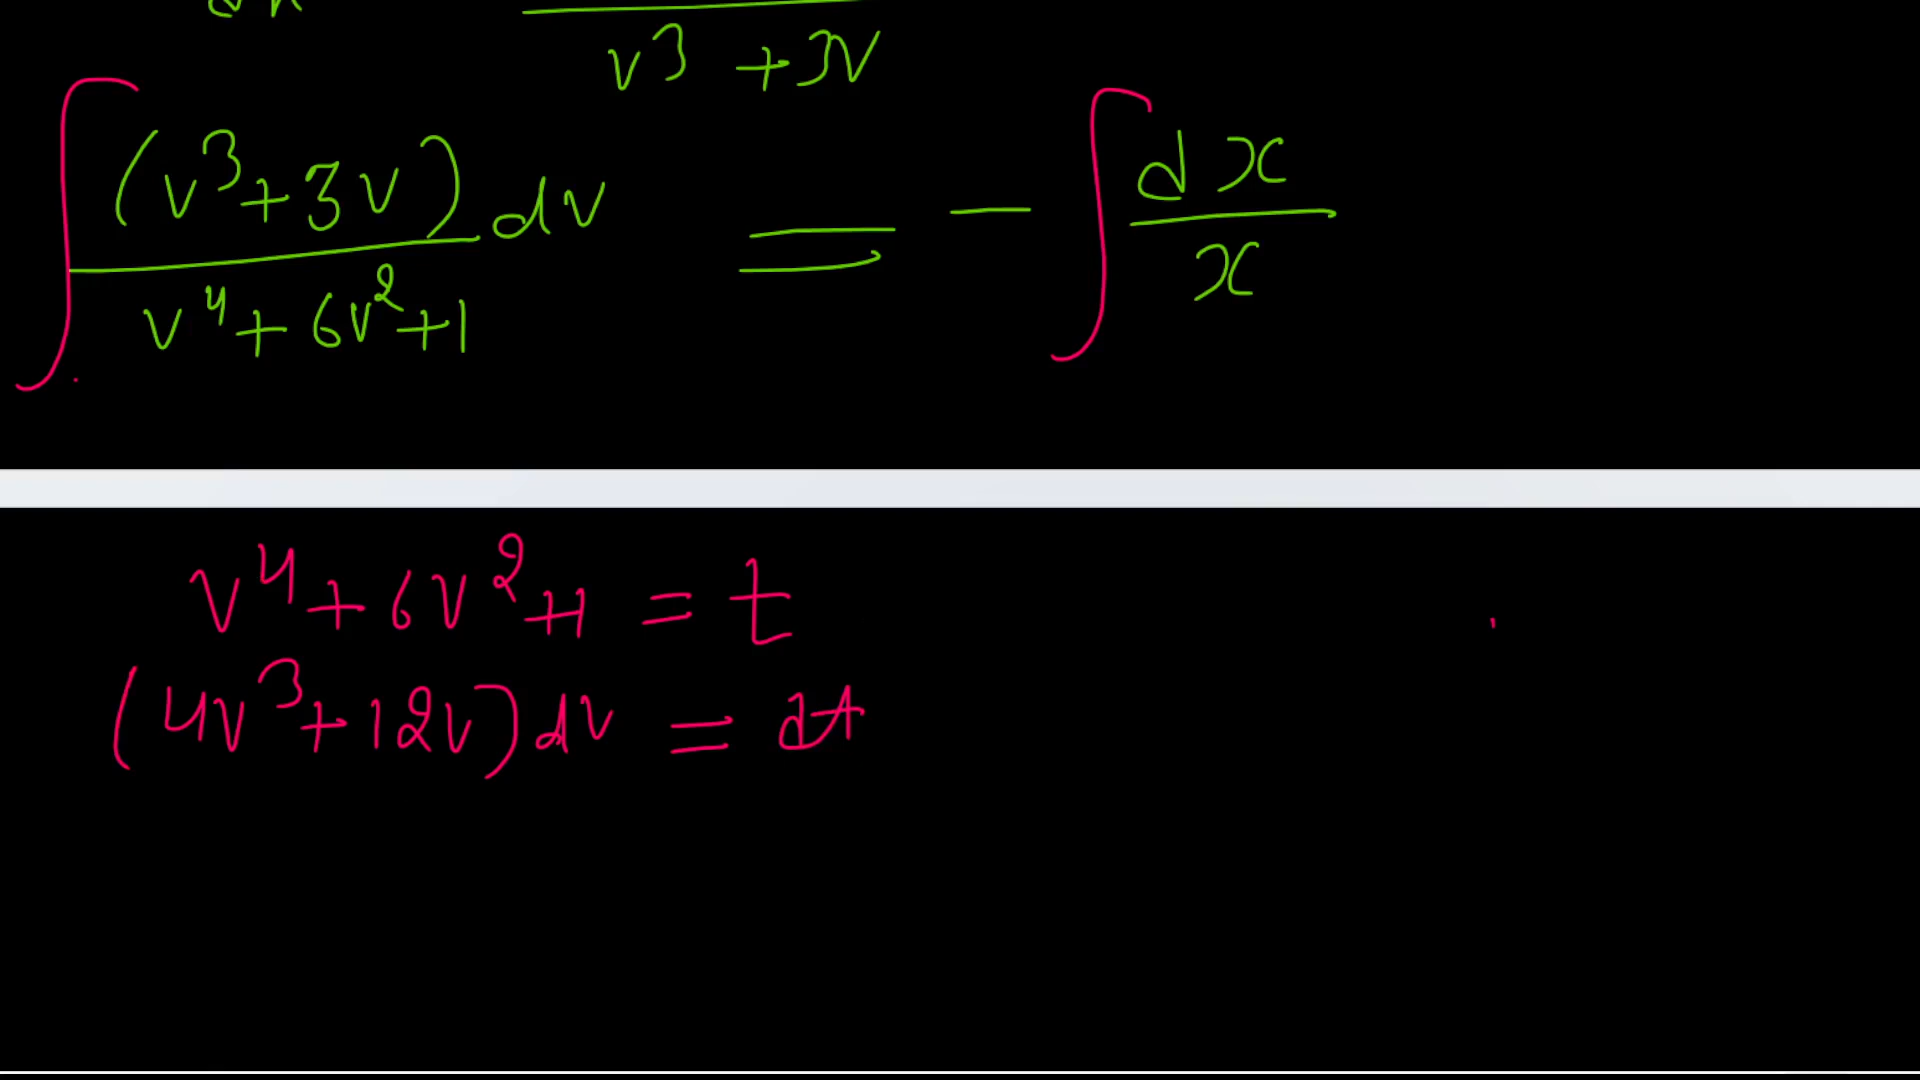 v³ + 3v
∫ (v³+3v) dv / v⁴+6v²+1 = − ∫ dx / x
v⁴ + 6v² + 1 = t
(4v³ + 12v) dv = dt